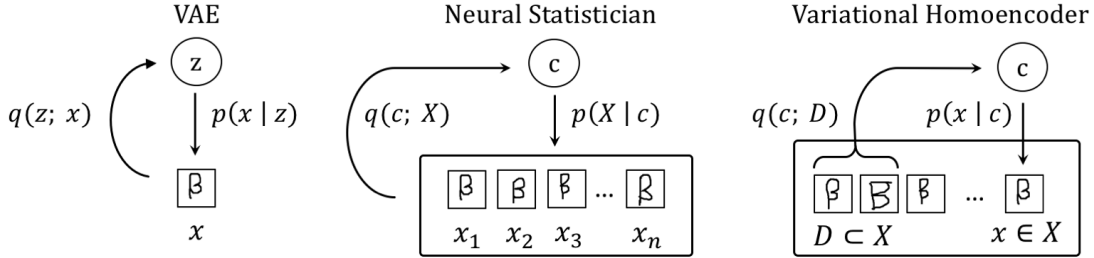 VAE
z
q(z; x)
p(x | z)
β
x
Neural Statistician
c
q(c; X)
p(X | c)
β β β ... β
x₁ x₂ x₃ xₙ
Variational Homoencoder
c
q(c; D)
p(x | c)
β β β ... β
D ⊂ X
x ∈ X